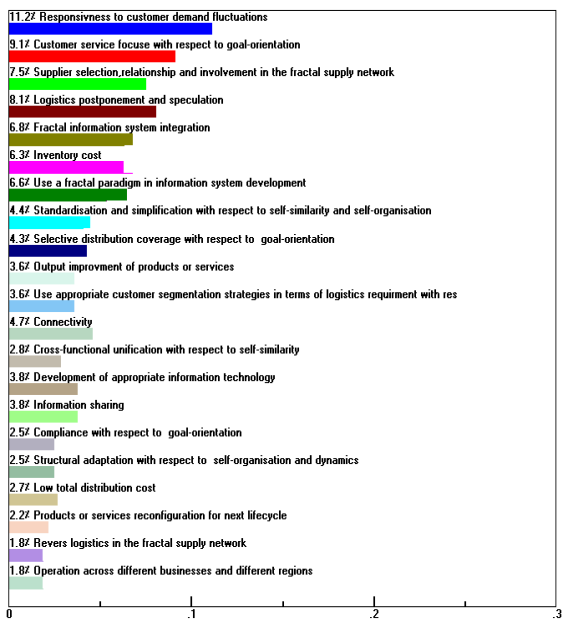 11.2% Responsivness to customer demand fluctuations
9.1% Customer service focuse with respect to goal-orientation
7.5% Supplier selection,relationship and involvement in the fractal supply network
8.1% Logistics postponement and speculation
6.8% Fractal information system integration
6.3% Inventory cost
6.6% Use a fractal paradigm in information system development
4.4% Standardisation and simplification with respect to self-similarity and self-organisation
4.3% Selective distribution coverage with respect to  goal-orientation
3.6% Output improvment of products or services
3.6% Use appropriate customer segmentation strategies in terms of logistics requirment with res
4.7% Connectivity
2.8% Cross-functional unification with respect to self-similarity
3.8% Development of appropriate information technology
3.8% Information sharing
2.5% Compliance with respect to  goal-orientation
2.5% Structural adaptation with respect to  self-organisation and dynamics
2.7% Low total distribution cost
2.2% Products or services reconfiguration for next lifecycle
1.8% Revers logistics in the fractal supply network
1.8% Operation across different businesses and different regions
0 .1 .2 .3